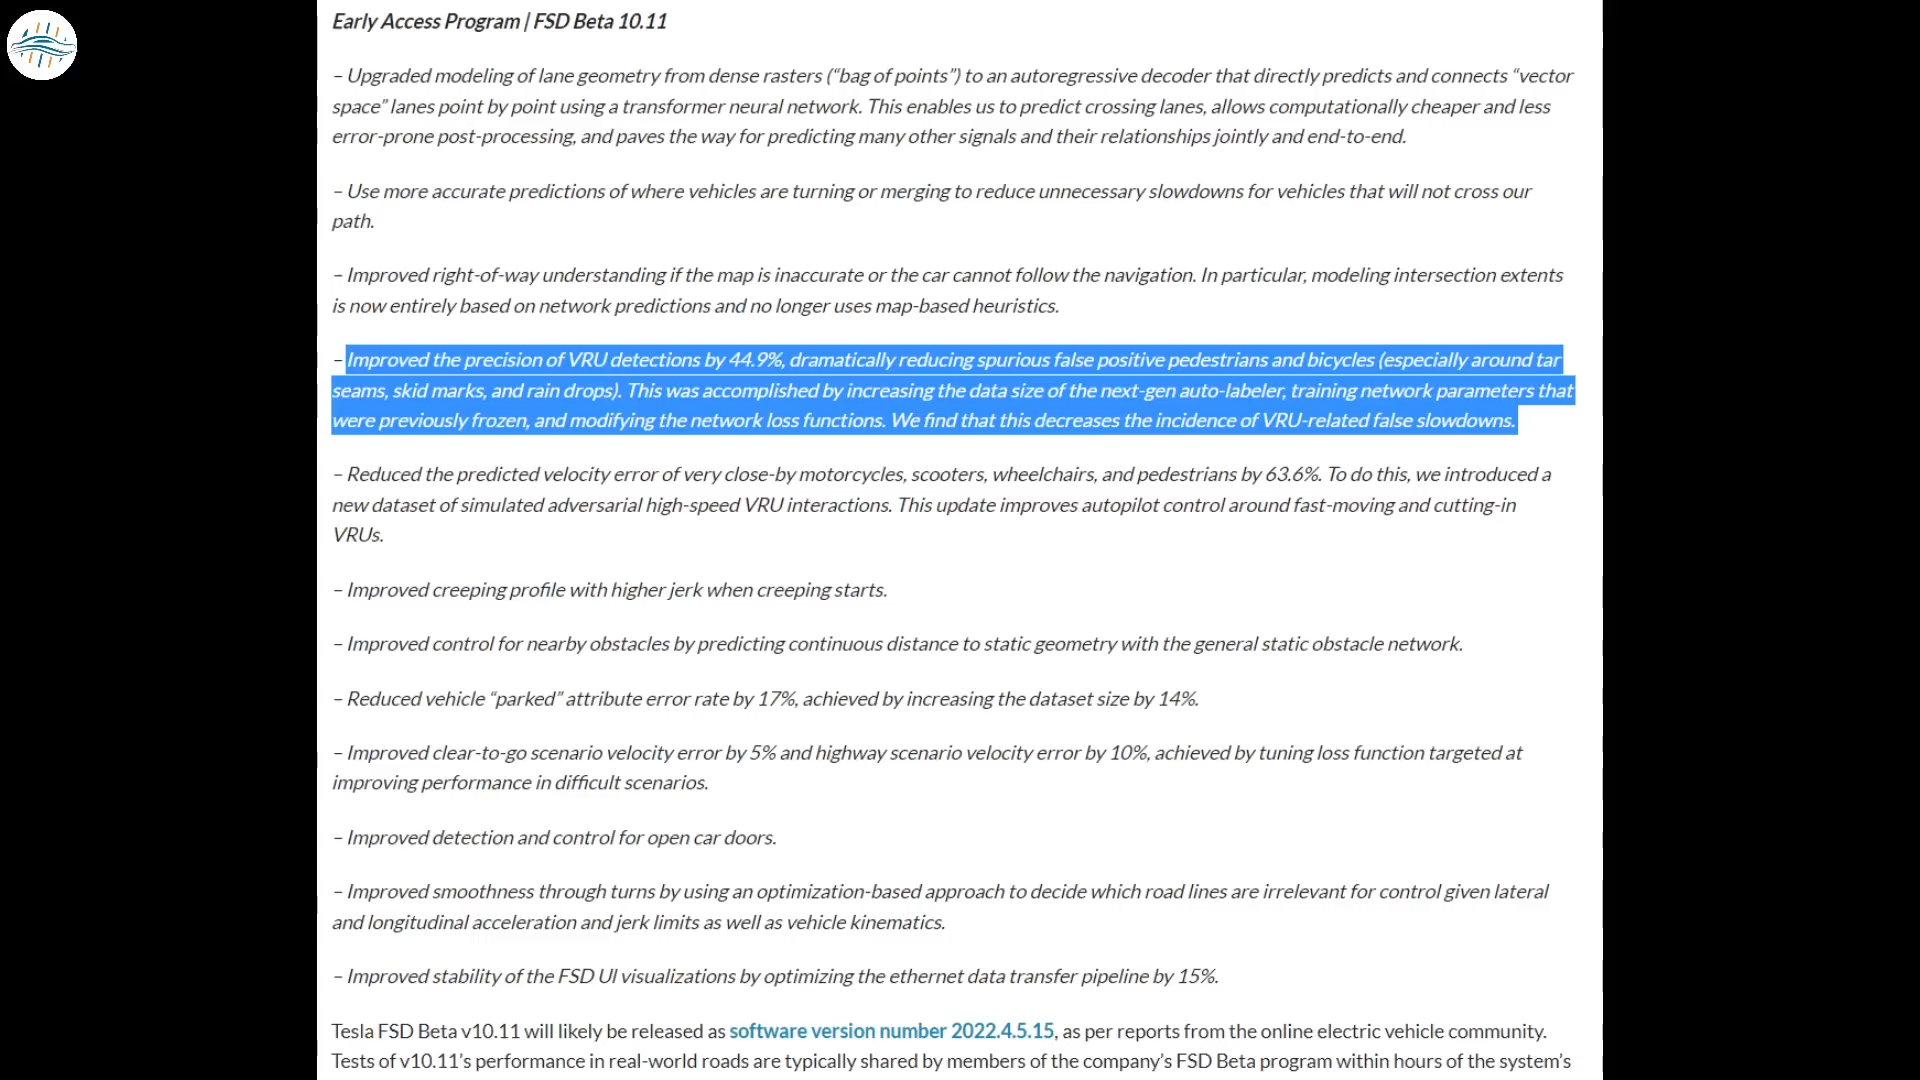 Early Access Program | FSD Beta 10.11
– Upgraded modeling of lane geometry from dense rasters (“bag of points”) to an autoregressive decoder that directly predicts and connects “vector
space” lanes point by point using a transformer neural network. This enables us to predict crossing lanes, allows computationally cheaper and less
error-prone post-processing, and paves the way for predicting many other signals and their relationships jointly and end-to-end.
– Use more accurate predictions of where vehicles are turning or merging to reduce unnecessary slowdowns for vehicles that will not cross our
path.
– Improved right-of-way understanding if the map is inaccurate or the car cannot follow the navigation. In particular, modeling intersection extents
is now entirely based on network predictions and no longer uses map-based heuristics.
– Improved the precision of VRU detections by 44.9%, dramatically reducing spurious false positive pedestrians and bicycles (especially around tar
seams, skid marks, and rain drops). This was accomplished by increasing the data size of the next-gen auto-labeler, training network parameters that
were previously frozen, and modifying the network loss functions. We find that this decreases the incidence of VRU-related false slowdowns.
– Reduced the predicted velocity error of very close-by motorcycles, scooters, wheelchairs, and pedestrians by 63.6%. To do this, we introduced a
new dataset of simulated adversarial high-speed VRU interactions. This update improves autopilot control around fast-moving and cutting-in
VRUs.
– Improved creeping profile with higher jerk when creeping starts.
– Improved control for nearby obstacles by predicting continuous distance to static geometry with the general static obstacle network.
– Reduced vehicle “parked” attribute error rate by 17%, achieved by increasing the dataset size by 14%.
– Improved clear-to-go scenario velocity error by 5% and highway scenario velocity error by 10%, achieved by tuning loss function targeted at
improving performance in difficult scenarios.
– Improved detection and control for open car doors.
– Improved smoothness through turns by using an optimization-based approach to decide which road lines are irrelevant for control given lateral
and longitudinal acceleration and jerk limits as well as vehicle kinematics.
– Improved stability of the FSD UI visualizations by optimizing the ethernet data transfer pipeline by 15%.
Tesla FSD Beta v10.11 will likely be released as software version number 2022.4.5.15, as per reports from the online electric vehicle community.
Tests of v10.11’s performance in real-world roads are typically shared by members of the company’s FSD Beta program within hours of the system’s